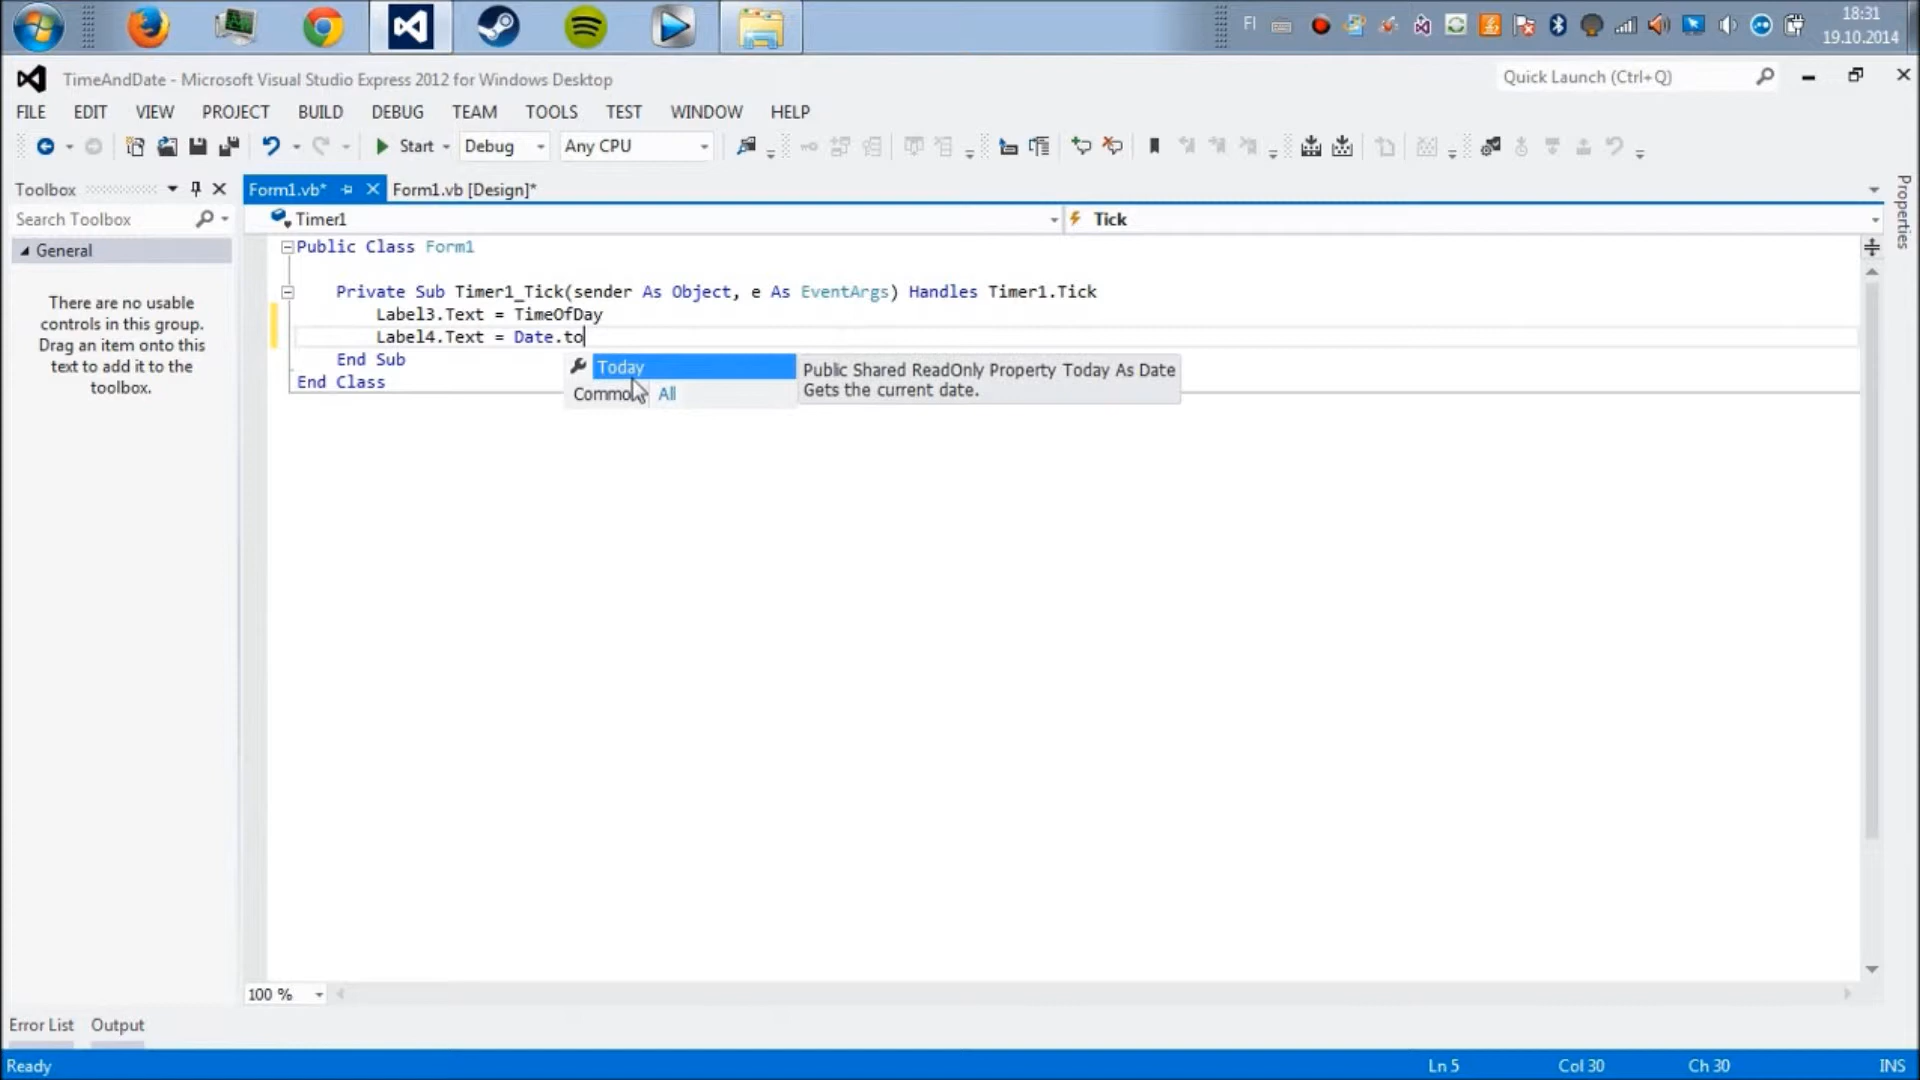 FI
18:31
19.10.2014
TimeAndDate - Microsoft Visual Studio Express 2012 for Windows Desktop
Quick Launch (Ctrl+Q)
FILE EDIT VIEW PROJECT BUILD DEBUG TEAM TOOLS TEST WINDOW HELP
Start Debug Any CPU
Toolbox
Form1.vb* Form1.vb [Design]*
Properties
Search Toolbox
Timer1 Tick
General
There are no usable
controls in this group.
Drag an item onto this
text to add it to the
toolbox.
Public Class Form1
Private Sub Timer1_Tick(sender As Object, e As EventArgs) Handles Timer1.Tick
Label3.Text = TimeOfDay
Label4.Text = Date.to
End Sub
End Class
Today
Common All
Public Shared ReadOnly Property Today As Date
Gets the current date.
100 %
Error List Output
Ready Ln 5 Col 30 Ch 30 INS